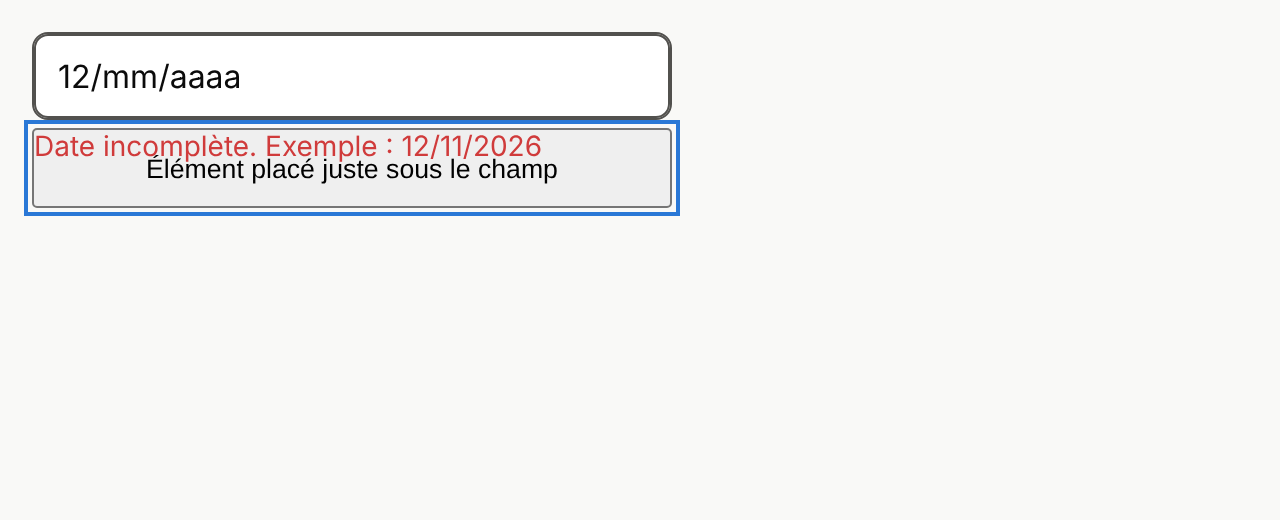 12/mm/aaaa
Date incomplète. Exemple : 12/11/2026
Élément placé juste sous le champ